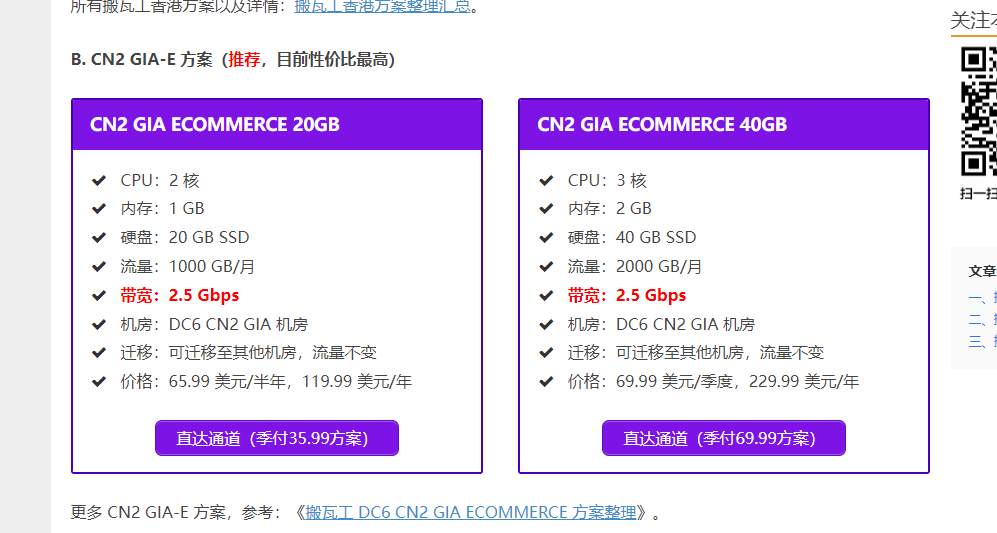 所有搬瓦工香港方案以及详情：搬瓦工香港方案整理汇总。
B. CN2 GIA-E 方案（推荐，目前性价比最高）
CN2 GIA ECOMMERCE 20GB
CPU：2 核
内存：1 GB
硬盘：20 GB SSD
流量：1000 GB/月
带宽：2.5 Gbps
机房：DC6 CN2 GIA 机房
迁移：可迁移至其他机房，流量不变
价格：65.99 美元/半年，119.99 美元/年
直达通道（季付35.99方案）
CN2 GIA ECOMMERCE 40GB
CPU：3 核
内存：2 GB
硬盘：40 GB SSD
流量：2000 GB/月
带宽：2.5 Gbps
机房：DC6 CN2 GIA 机房
迁移：可迁移至其他机房，流量不变
价格：69.99 美元/季度，229.99 美元/年
直达通道（季付69.99方案）
更多 CN2 GIA-E 方案，参考：《搬瓦工 DC6 CN2 GIA ECOMMERCE 方案整理》。
关注本
扫一扫
文章
一、
二、
三、